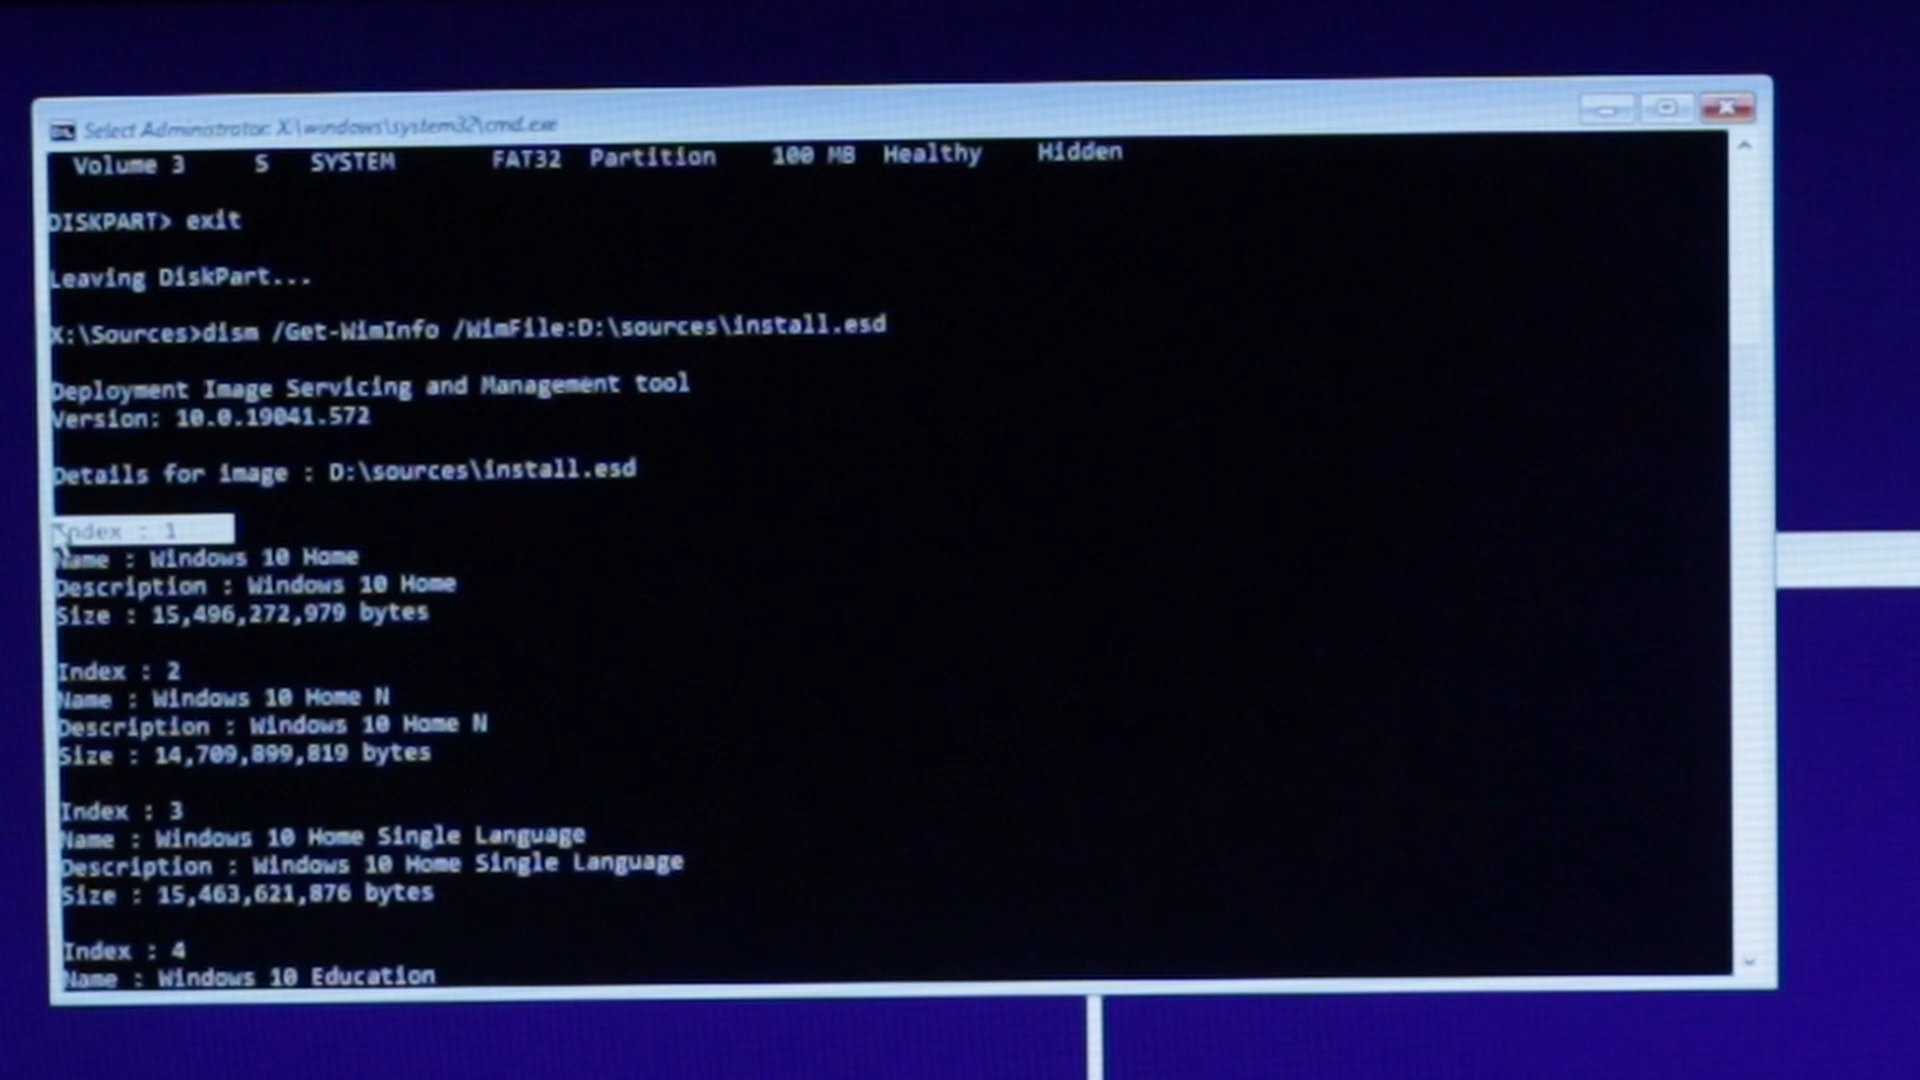 Select Administrator: X:\windows\system32\cmd.exe
Volume 3 S SYSTEM FAT32 Partition 100 MB Healthy Hidden
DISKPART> exit
Leaving DiskPart...
X:\Sources>dism /Get-WimInfo /WimFile:D:\sources\install.esd
Deployment Image Servicing and Management tool
Version: 10.0.19041.572
Details for image : D:\sources\install.esd
Index : 1
Name : Windows 10 Home
Description : Windows 10 Home
Size : 15,496,272,979 bytes
Index : 2
Name : Windows 10 Home N
Description : Windows 10 Home N
Size : 14,709,899,819 bytes
Index : 3
Name : Windows 10 Home Single Language
Description : Windows 10 Home Single Language
Size : 15,463,621,876 bytes
Index : 4
Name : Windows 10 Education